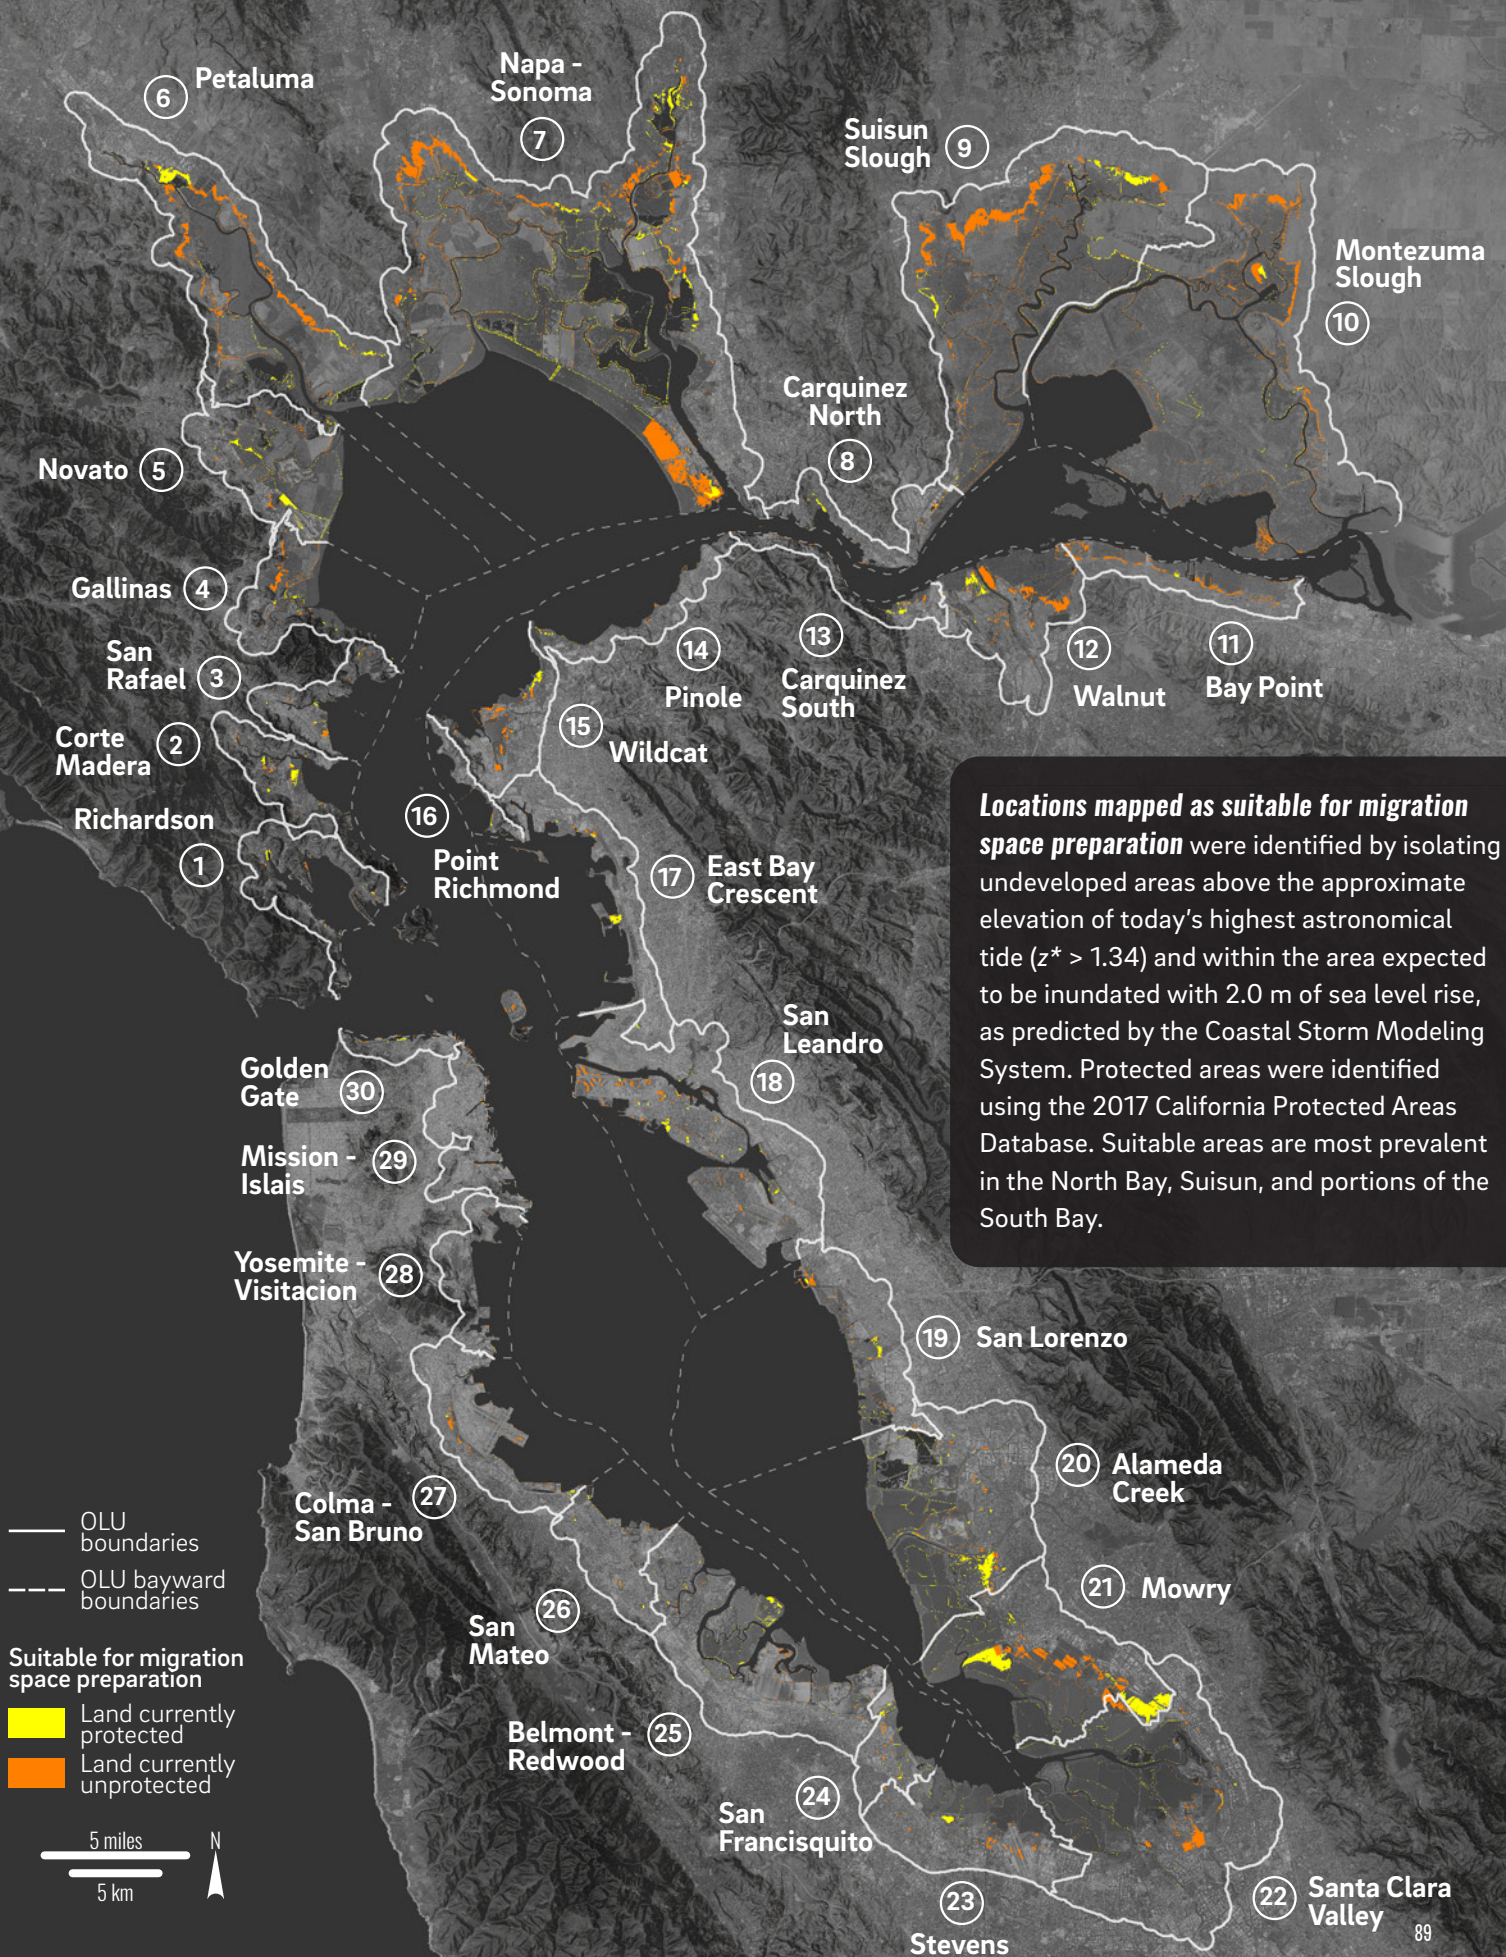 6
Petaluma
Napa -
Sonoma
7
Suisun
Slough
9
Montezuma
Slough
10
Carquinez
North
8
Novato
5
Gallinas
4
San
Rafael
3
Corte
Madera
2
Richardson
1
14
Pinole
13
Carquinez
South
12
Walnut
11
Bay Point
15
Wildcat
16
Point
Richmond
17
East Bay
Crescent
Locations mapped as suitable for migration
space preparation were identified by isolating
undeveloped areas above the approximate
elevation of today's highest astronomical
tide (z* > 1.34) and within the area expected
to be inundated with 2.0 m of sea level rise,
as predicted by the Coastal Storm Modeling
System. Protected areas were identified
using the 2017 California Protected Areas
Database. Suitable areas are most prevalent
in the North Bay, Suisun, and portions of the
South Bay.
San
Leandro
18
Golden
Gate
30
Mission -
Islais
29
Yosemite -
Visitacion
28
19
San Lorenzo
20
Alameda
Creek
27
Colma -
San Bruno
21
Mowry
26
San
Mateo
Belmont -
Redwood
25
24
San
Francisquito
23
Stevens
22
Santa Clara
Valley
OLU
boundaries
OLU bayward
boundaries
Suitable for migration
space preparation
Land currently
protected
Land currently
unprotected
5 miles
5 km
N
89